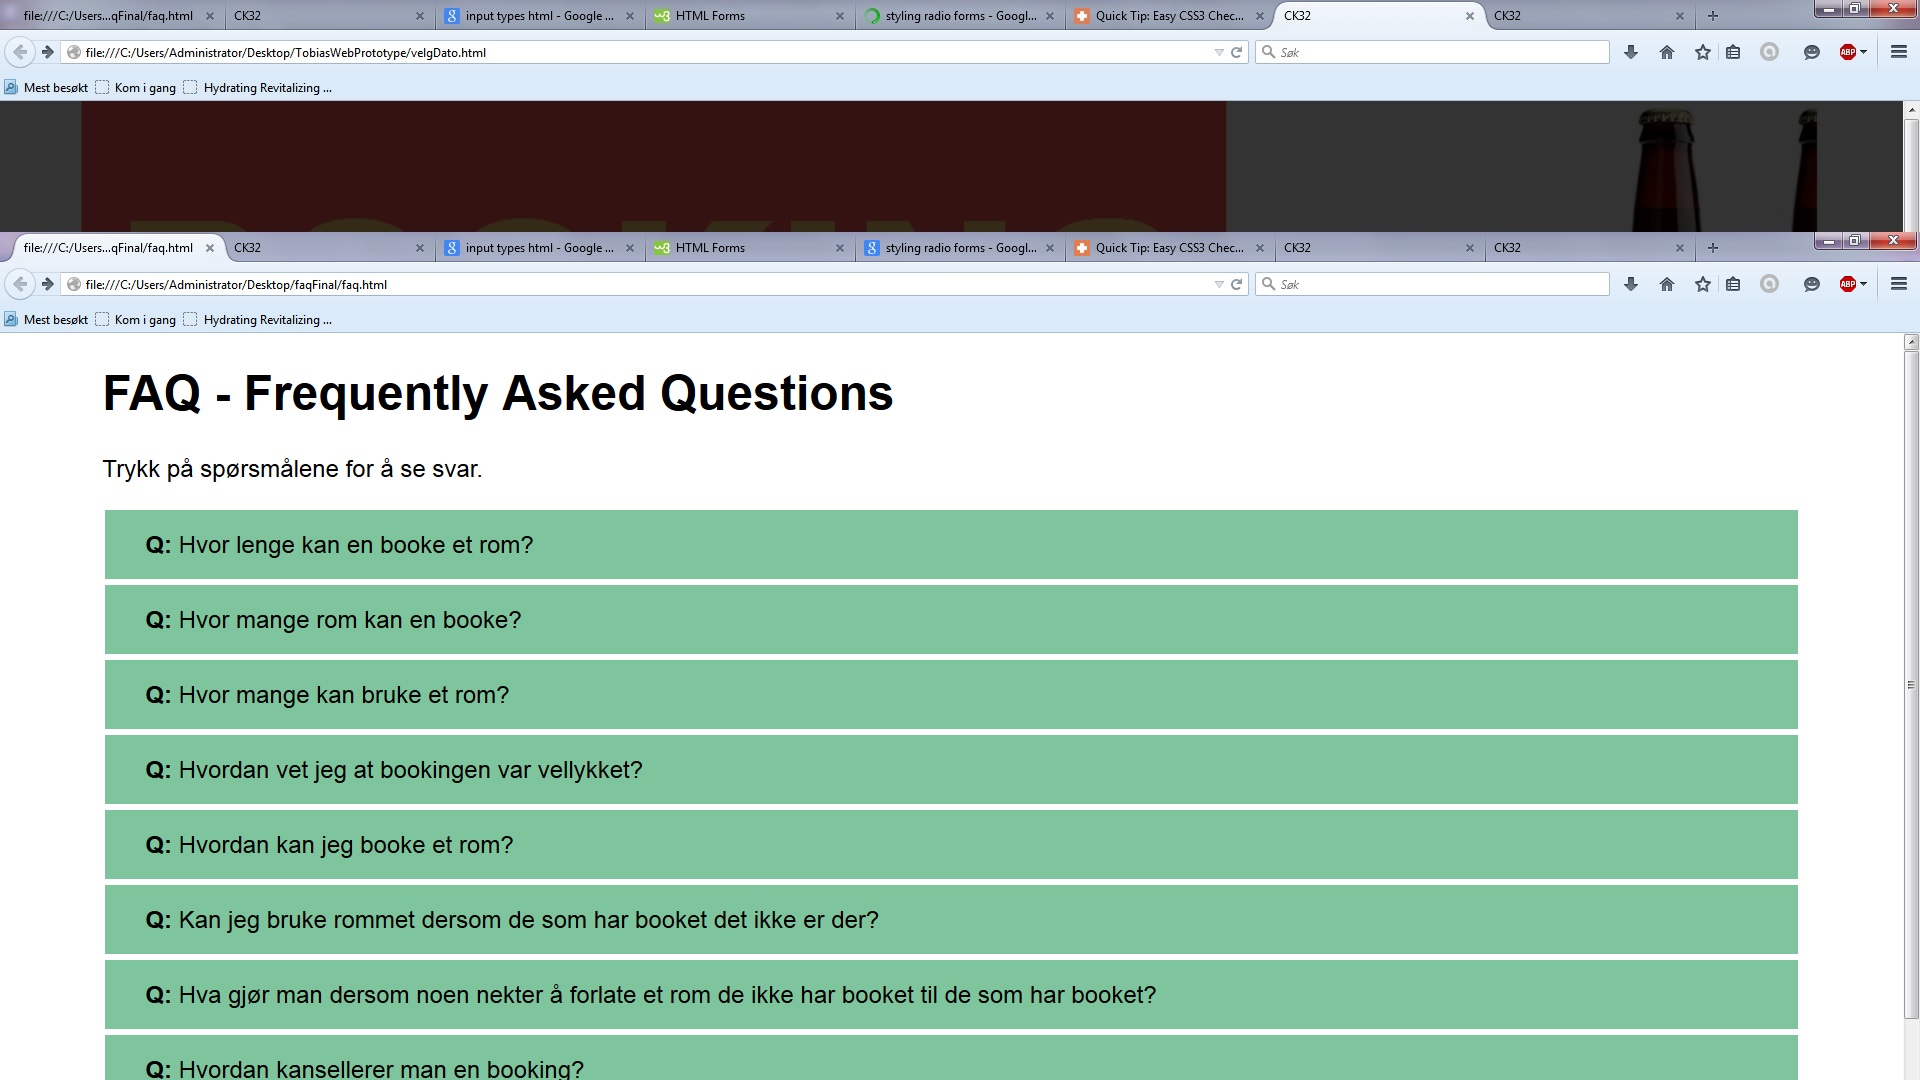 file:///C:/Users...qFinal/faq.html CK32 input types html - Google ... HTML Forms styling radio forms - Googl... Quick Tip: Easy CSS3 Chec... CK32 CK32
file:///C:/Users/Administrator/Desktop/TobiasWebPrototype/velgDato.html Søk ABP
Mest besøkt Kom i gang Hydrating Revitalizing ...
BOOKING
file:///C:/Users...qFinal/faq.html CK32 input types html - Google ... HTML Forms styling radio forms - Googl... Quick Tip: Easy CSS3 Chec... CK32 CK32
file:///C:/Users/Administrator/Desktop/faqFinal/faq.html Søk ABP
Mest besøkt Kom i gang Hydrating Revitalizing ...
FAQ - Frequently Asked Questions
Trykk på spørsmålene for å se svar.
Q: Hvor lenge kan en booke et rom?
Q: Hvor mange rom kan en booke?
Q: Hvor mange kan bruke et rom?
Q: Hvordan vet jeg at bookingen var vellykket?
Q: Hvordan kan jeg booke et rom?
Q: Kan jeg bruke rommet dersom de som har booket det ikke er der?
Q: Hva gjør man dersom noen nekter å forlate et rom de ikke har booket til de som har booket?
Q: Hvordan kansellerer man en booking?